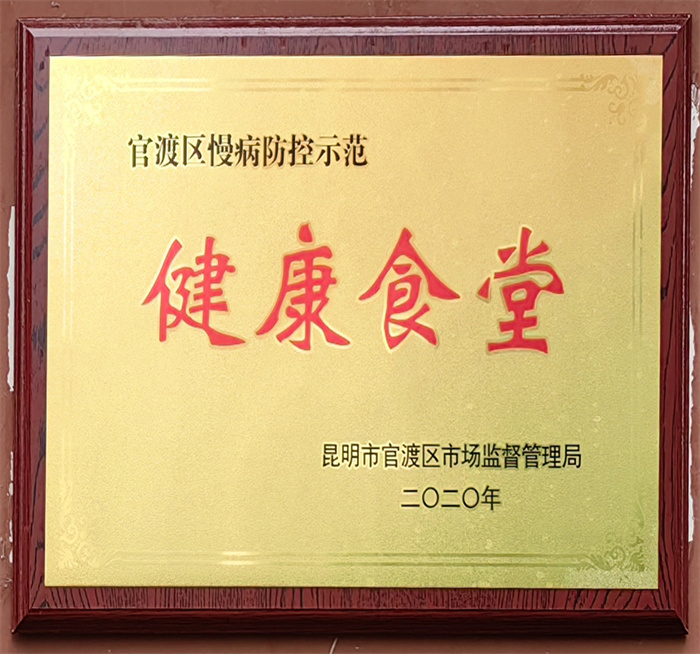 官渡区慢病防控示范
健康食堂
昆明市官渡区市场监督管理局
二〇二〇年